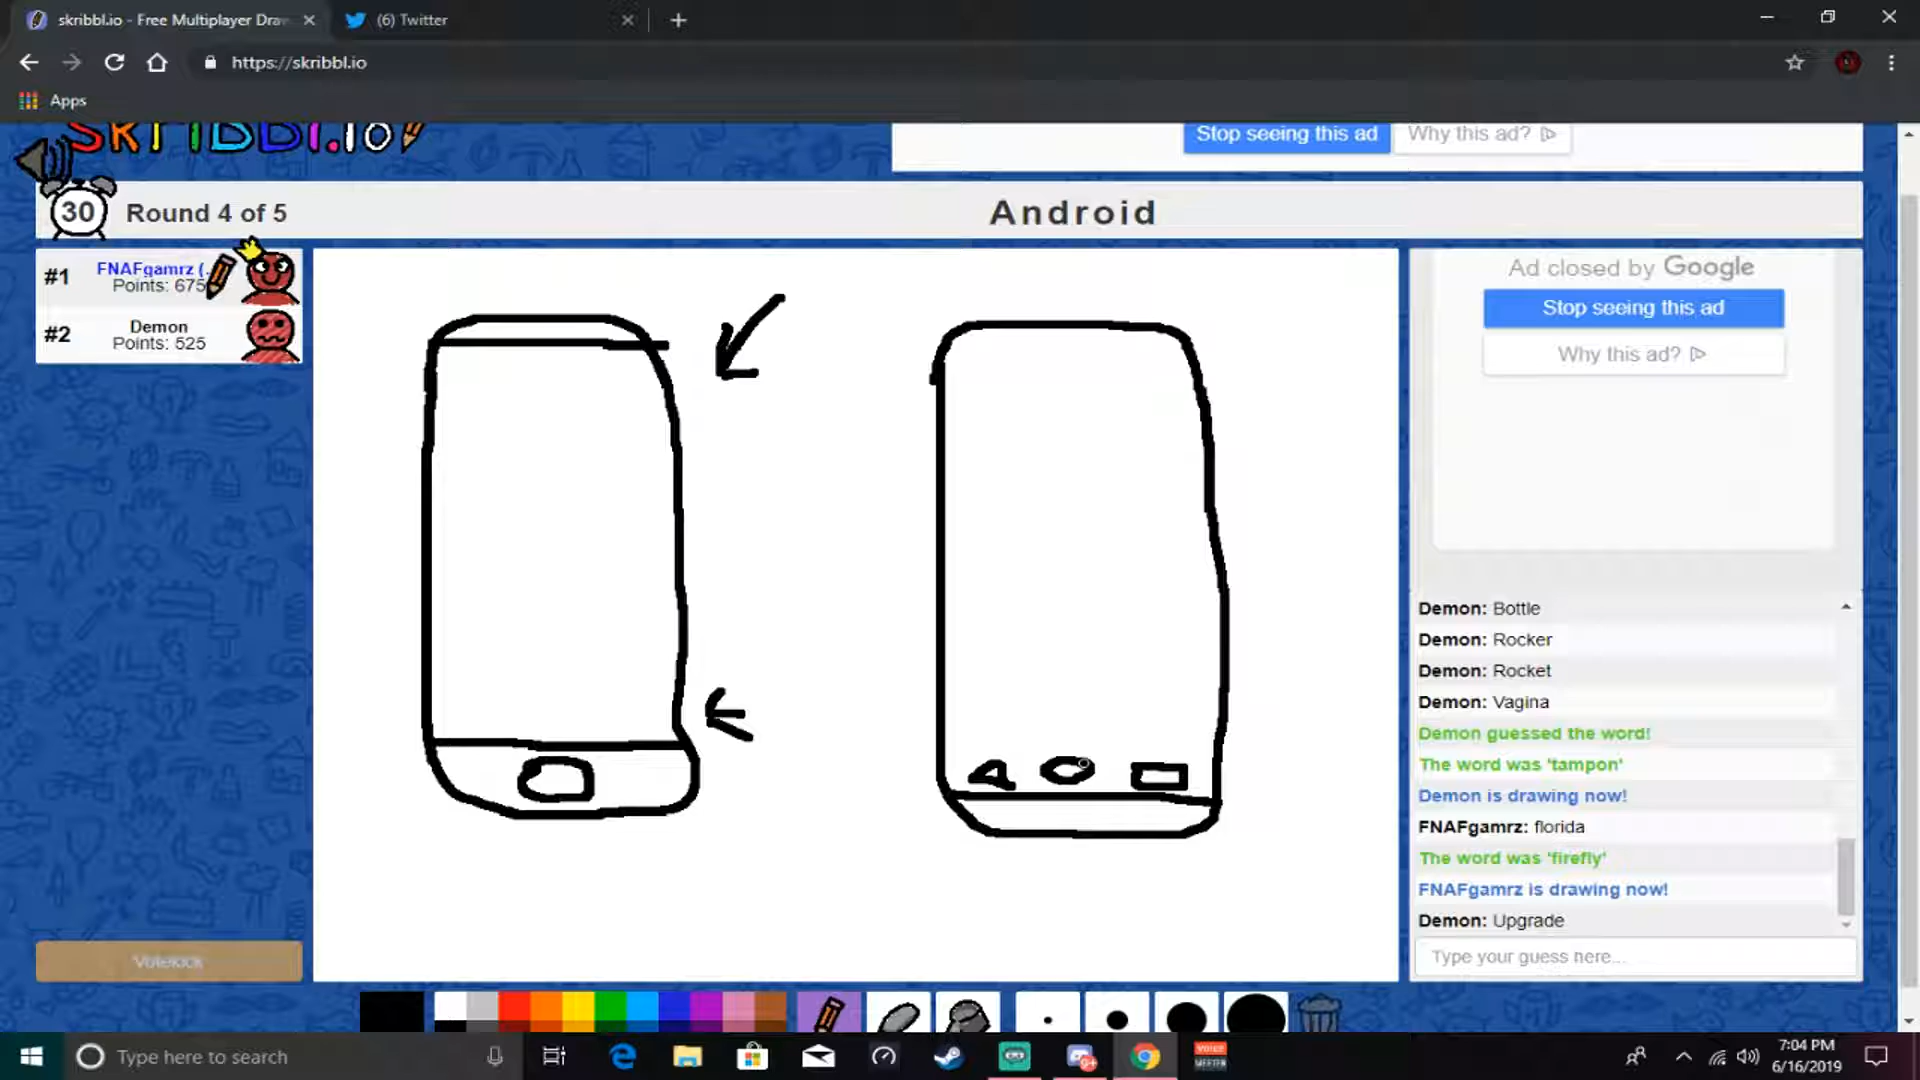 skribbl.io - Free Multiplayer Draw
(6) Twitter
https://skribbl.io
Apps
SKRIBBL.IO
Stop seeing this ad
Why this ad?
30
Round 4 of 5
Android
#1
FNAFgamrz (
Points: 675
#2
Demon
Points: 525
Ad closed by Google
Stop seeing this ad
Why this ad?
Demon: Bottle
Demon: Rocker
Demon: Rocket
Demon: Vagina
Demon guessed the word!
The word was 'tampon'
Demon is drawing now!
FNAFgamrz: florida
The word was 'firefly'
FNAFgamrz is drawing now!
Demon: Upgrade
Votekick
Type your guess here...
Type here to search
VOICE
MEETER
7:04 PM
6/16/2019